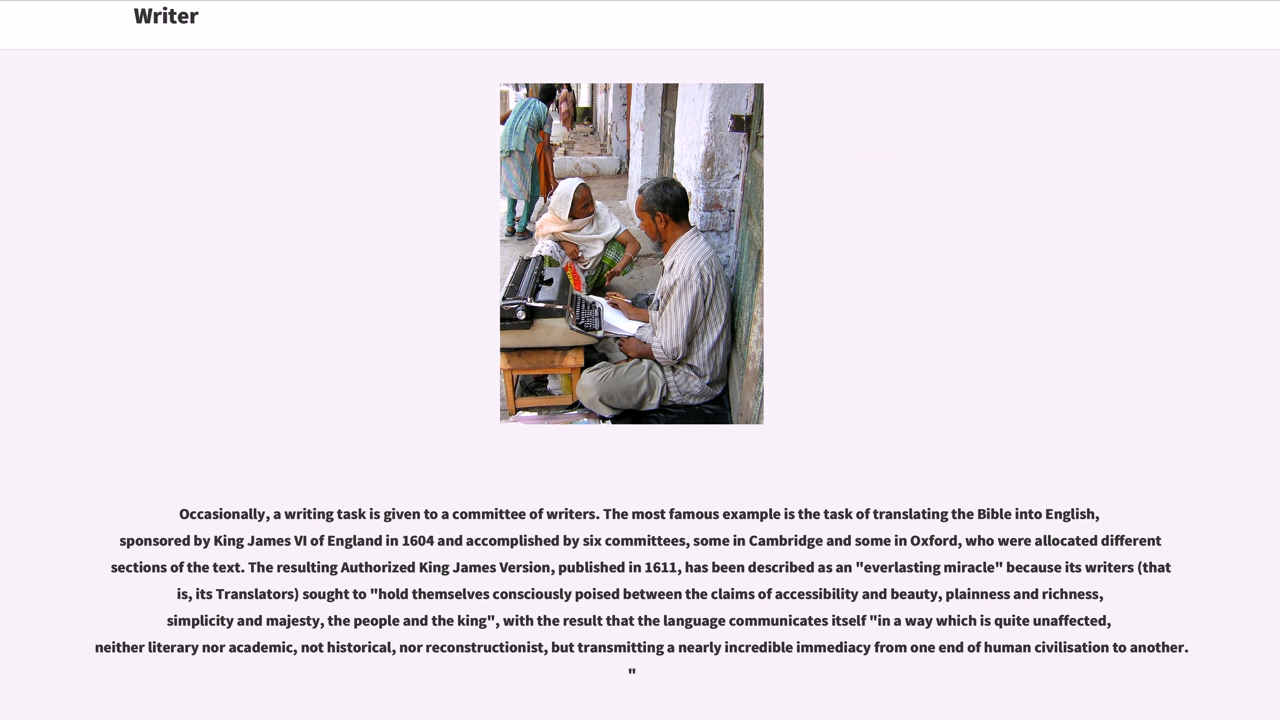 Writer
Occasionally, a writing task is given to a committee of writers. The most famous example is the task of translating the Bible into English,
sponsored by King James VI of England in 1604 and accomplished by six committees, some in Cambridge and some in Oxford, who were allocated different
sections of the text. The resulting Authorized King James Version, published in 1611, has been described as an "everlasting miracle" because its writers (that
is, its Translators) sought to "hold themselves consciously poised between the claims of accessibility and beauty, plainness and richness,
simplicity and majesty, the people and the king", with the result that the language communicates itself "in a way which is quite unaffected,
neither literary nor academic, not historical, nor reconstructionist, but transmitting a nearly incredible immediacy from one end of human civilisation to another.
"